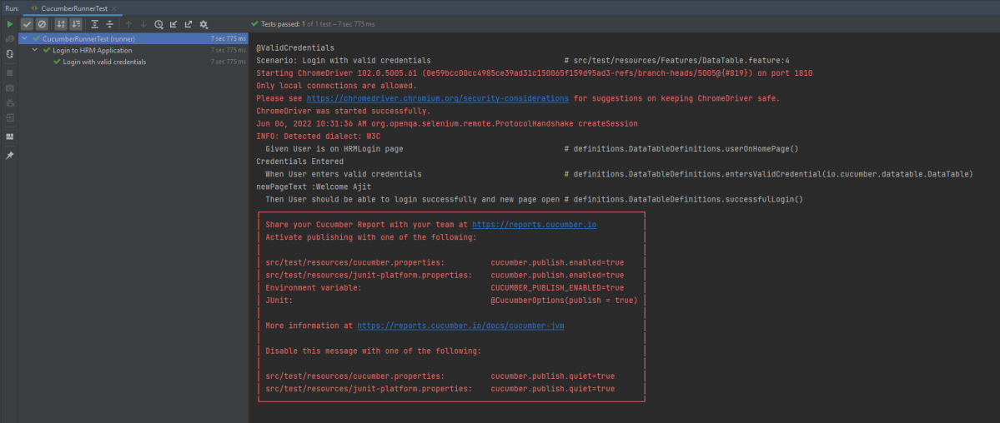 Run: CucumberRunnerTest ×
Tests passed: 1 of 1 test – 7 sec 775 ms
CucumberRunnerTest (runner) 7 sec 775 ms
Login to HRM Application 7 sec 775 ms
Login with valid credentials 7 sec 775 ms
@ValidCredentials
Scenario: Login with valid credentials # src/test/resources/Features/DataTable.feature:4
Starting ChromeDriver 102.0.5005.61 (0e59bcc00cc4985ce39ad31c150065f159d95ad3-refs/branch-heads/5005@{#819}) on port 1810
Only local connections are allowed.
Please see https://chromedriver.chromium.org/security-considerations for suggestions on keeping ChromeDriver safe.
ChromeDriver was started successfully.
Jun 06, 2022 10:31:36 AM org.openqa.selenium.remote.ProtocolHandshake createSession
INFO: Detected dialect: W3C
Given User is on HRMLogin page # definitions.DataTableDefinitions.userOnHomePage()
Credentials Entered
When User enters valid credentials # definitions.DataTableDefinitions.entersValidCredential(io.cucumber.datatable.DataTable)
newPageText :Welcome Ajit
Then User should be able to login successfully and new page open # definitions.DataTableDefinitions.successfulLogin()
Share your Cucumber Report with your team at https://reports.cucumber.io
Activate publishing with one of the following:
src/test/resources/cucumber.properties: cucumber.publish.enabled=true
src/test/resources/junit-platform.properties: cucumber.publish.enabled=true
Environment variable: CUCUMBER_PUBLISH_ENABLED=true
JUnit: @CucumberOptions(publish = true)
More information at https://reports.cucumber.io/docs/cucumber-jvm
Disable this message with one of the following:
src/test/resources/cucumber.properties: cucumber.publish.quiet=true
src/test/resources/junit-platform.properties: cucumber.publish.quiet=true